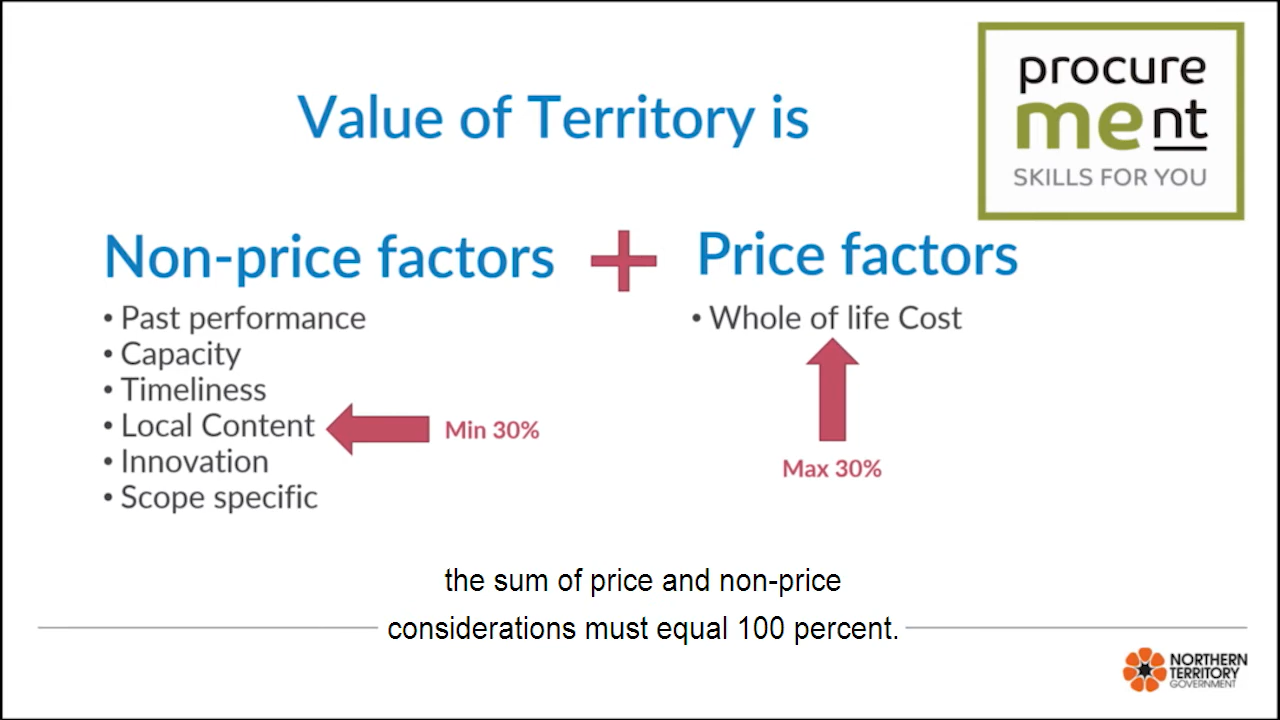 procure
ment
SKILLS FOR YOU
Value of Territory is
Non-price factors + Price factors
• Past performance
• Capacity
• Timeliness
• Local Content
• Innovation
• Scope specific
Min 30%
• Whole of life Cost
Max 30%
the sum of price and non-price
considerations must equal 100 percent.
NORTHERN
TERRITORY
GOVERNMENT